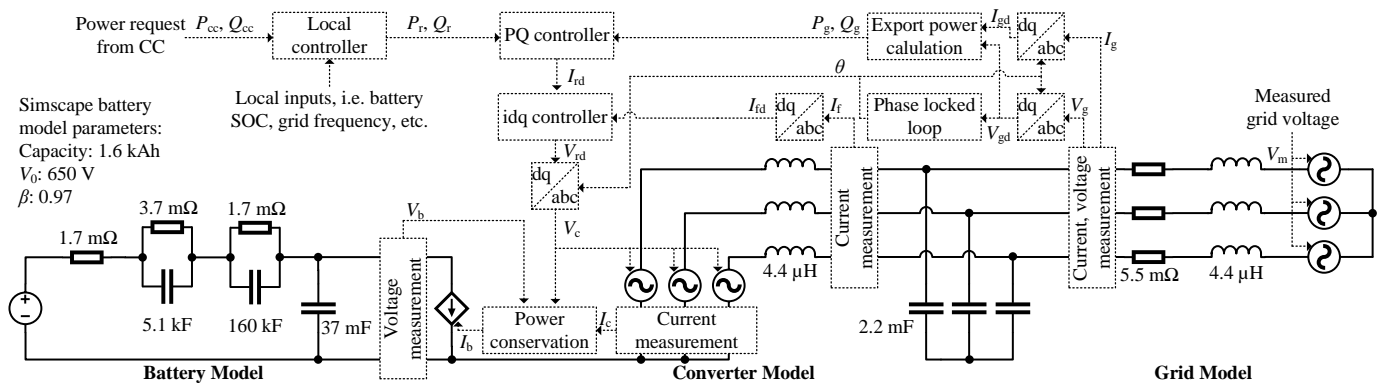 Power request
from CC
Pcc, Qcc
Local
controller
Pr, Qr
PQ controller
Pg, Qg
Export power
calulation
Igd
dq
abc
Ig
Ird
θ
Local inputs, i.e. battery
SOC, grid frequency, etc.
idq controller
Ifd
dq
abc
If
Phase locked
loop
Vgd
dq
abc
Vg
Measured
grid voltage
Vm
Simscape battery
model parameters:
Capacity: 1.6 kAh
V0: 650 V
β: 0.97
Vrd
dq
abc
Vc
1.7 mΩ
3.7 mΩ
1.7 mΩ
5.1 kF
160 kF
37 mF
Vb
Voltage
measurement
Ib
Power
conservation
Ic
Current
measurement
4.4 µH
Current
measurement
2.2 mF
Current, voltage
measurement
5.5 mΩ
4.4 µH
Battery Model
Converter Model
Grid Model